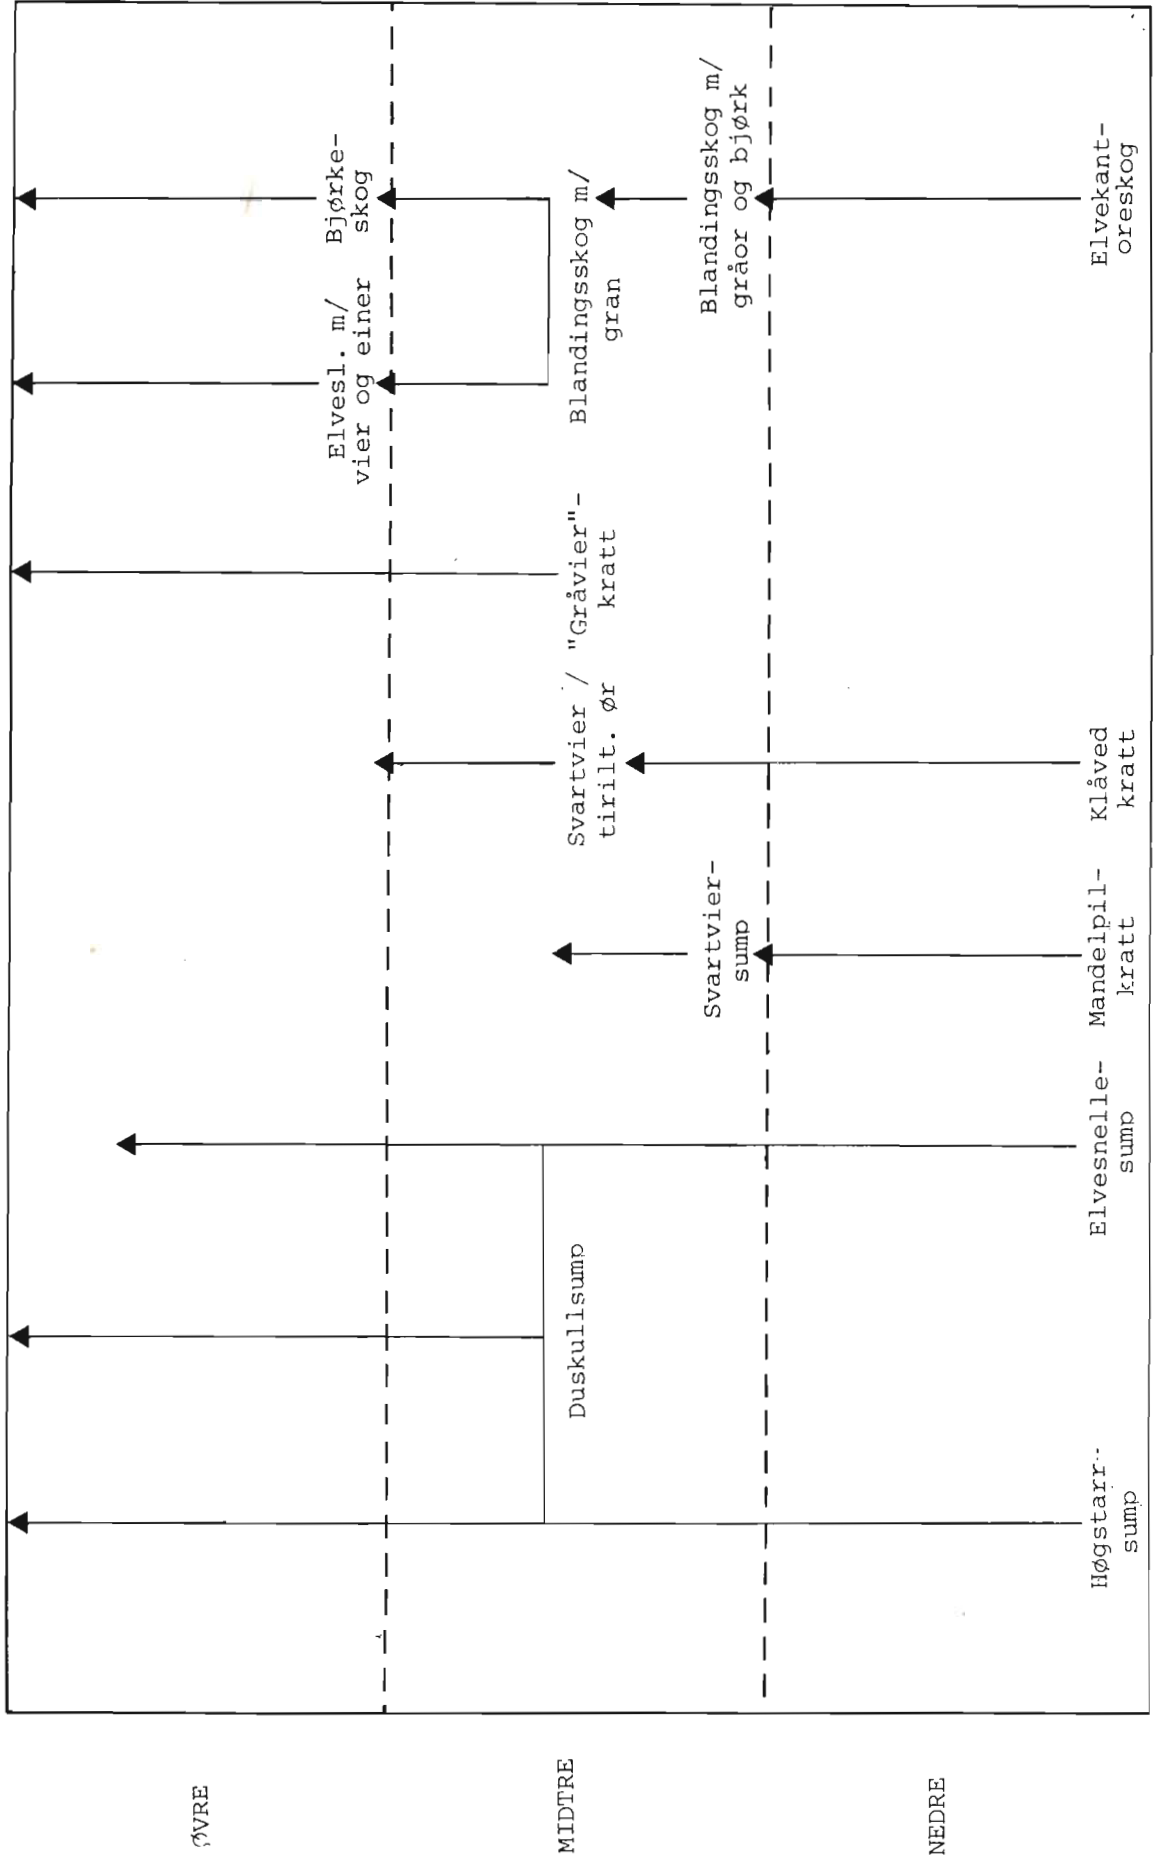 ØVRE
MIDTRE
NEDRE
Elvesl. m/
vier og einer
Bjørke-
skog
Duskullsump
Svartvier /
tirilt. ør
"Gråvier"-
kratt
Blandingsskog m/
gran
Svartvier-
sump
Blandingsskog m/
gråor og bjørk
Høgstarr-
sump
Elvesnelle-
sump
Mandelpil-
kratt
Klåved
kratt
Elvekant-
oreskog